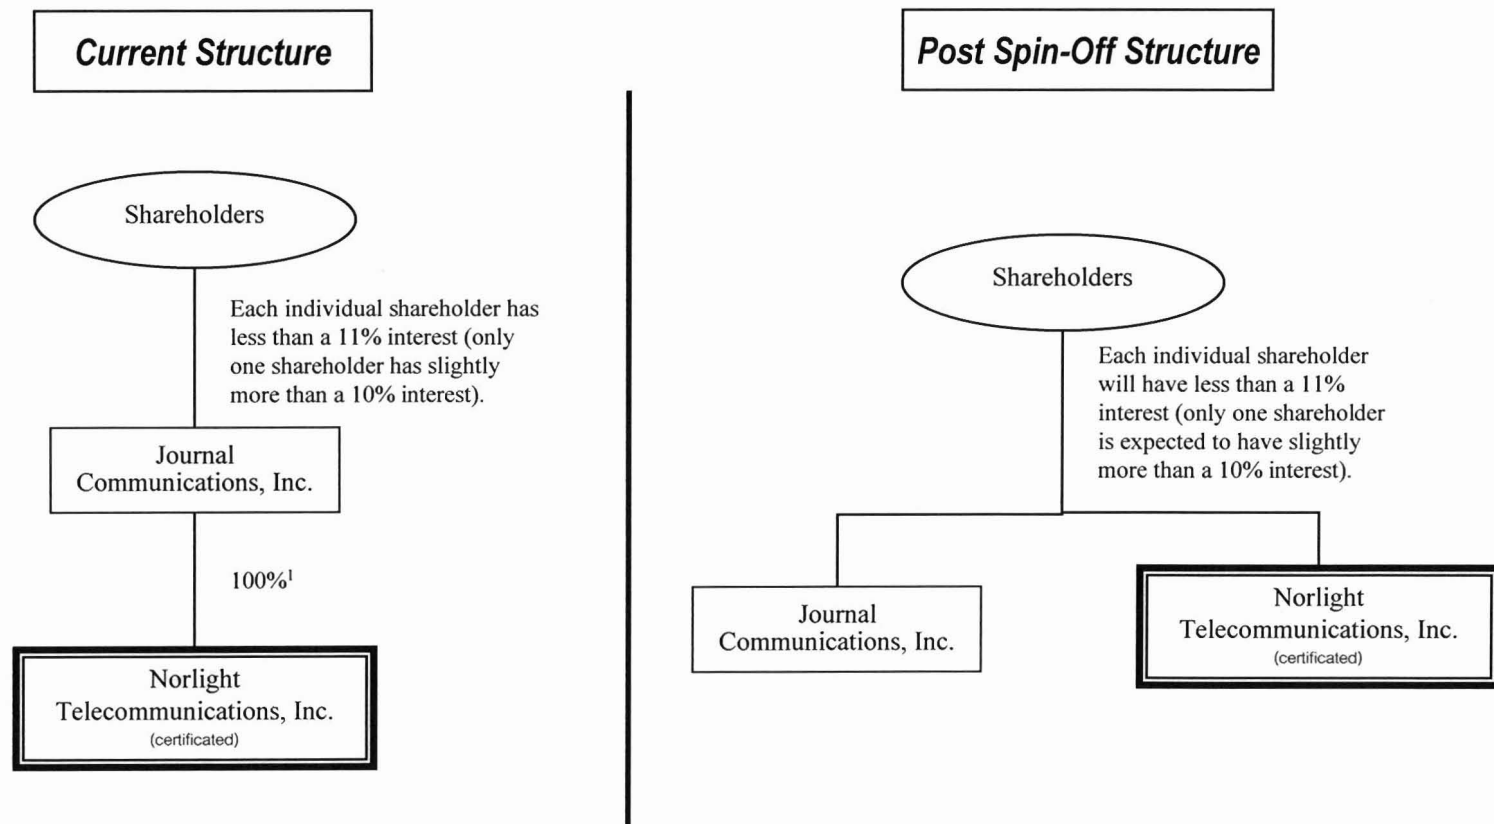 Current Structure
Shareholders
Each individual shareholder has
less than a 11% interest (only
one shareholder has slightly
more than a 10% interest).
Journal
Communications, Inc.
100%¹
Norlight
Telecommunications, Inc.
(certificated)
Post Spin-Off Structure
Shareholders
Each individual shareholder
will have less than a 11%
interest (only one shareholder
is expected to have slightly
more than a 10% interest).
Journal
Communications, Inc.
Norlight
Telecommunications, Inc.
(certificated)